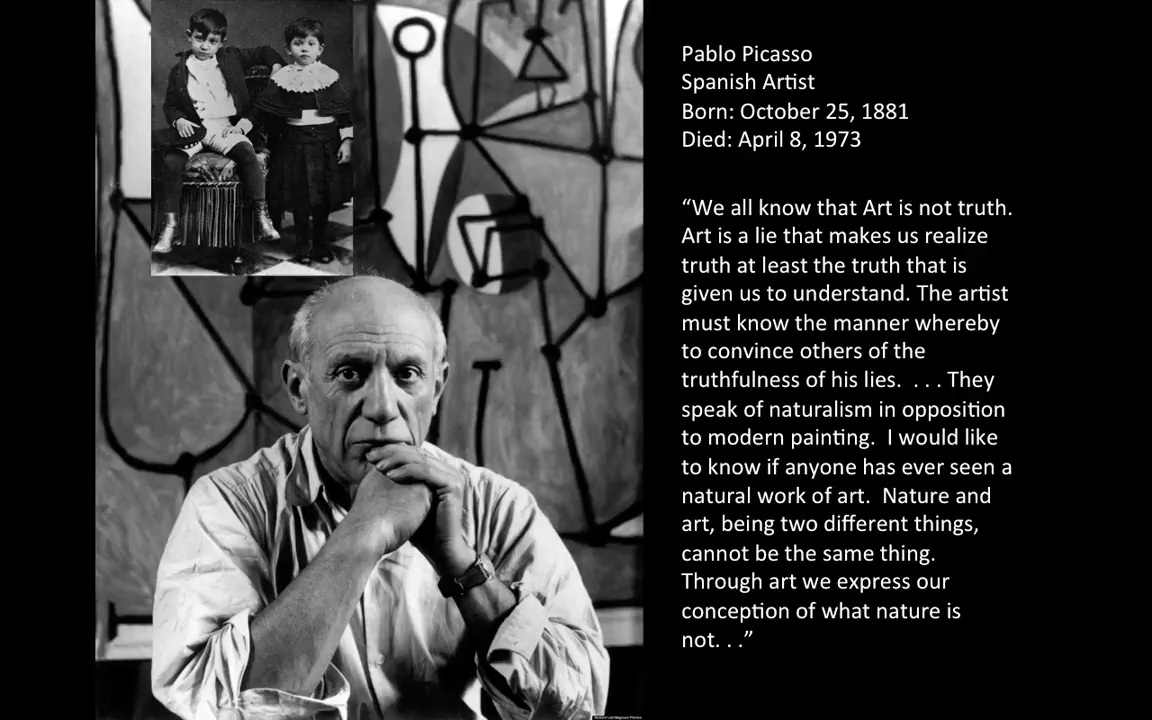 Pablo Picasso
Spanish Artist
Born: October 25, 1881
Died: April 8, 1973
“We all know that Art is not truth.
Art is a lie that makes us realize
truth at least the truth that is
given us to understand. The artist
must know the manner whereby
to convince others of the
truthfulness of his lies.  . . . They
speak of naturalism in opposition
to modern painting.  I would like
to know if anyone has ever seen a
natural work of art.  Nature and
art, being two different things,
cannot be the same thing.
Through art we express our
conception of what nature is
not. . .”